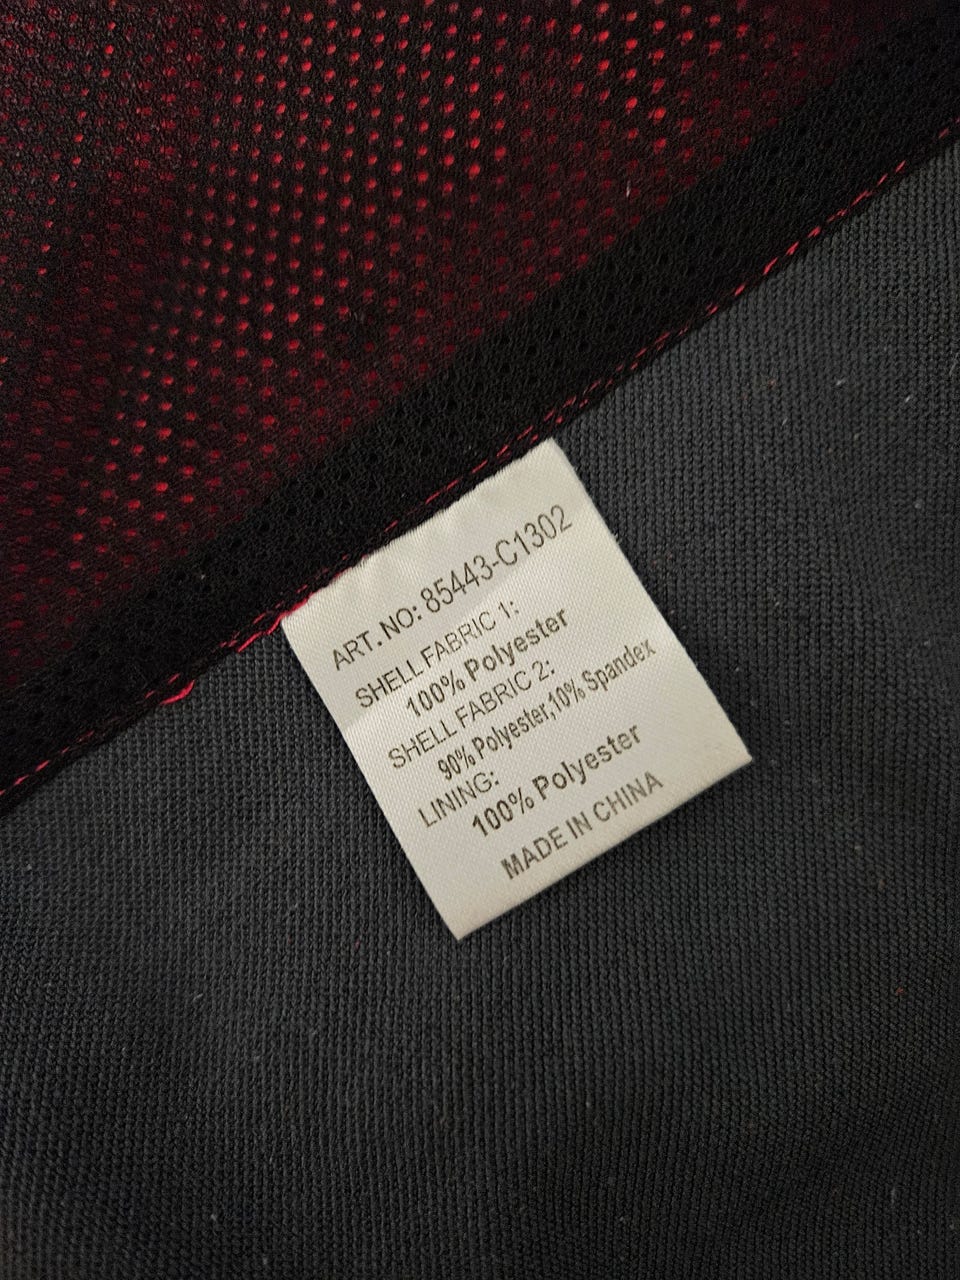 ART. NO: 85443-C1302
SHELL FABRIC 1:
100% Polyester
SHELL FABRIC 2:
90% Polyester,10% Spandex
LINING:
100% Polyester
MADE IN CHINA